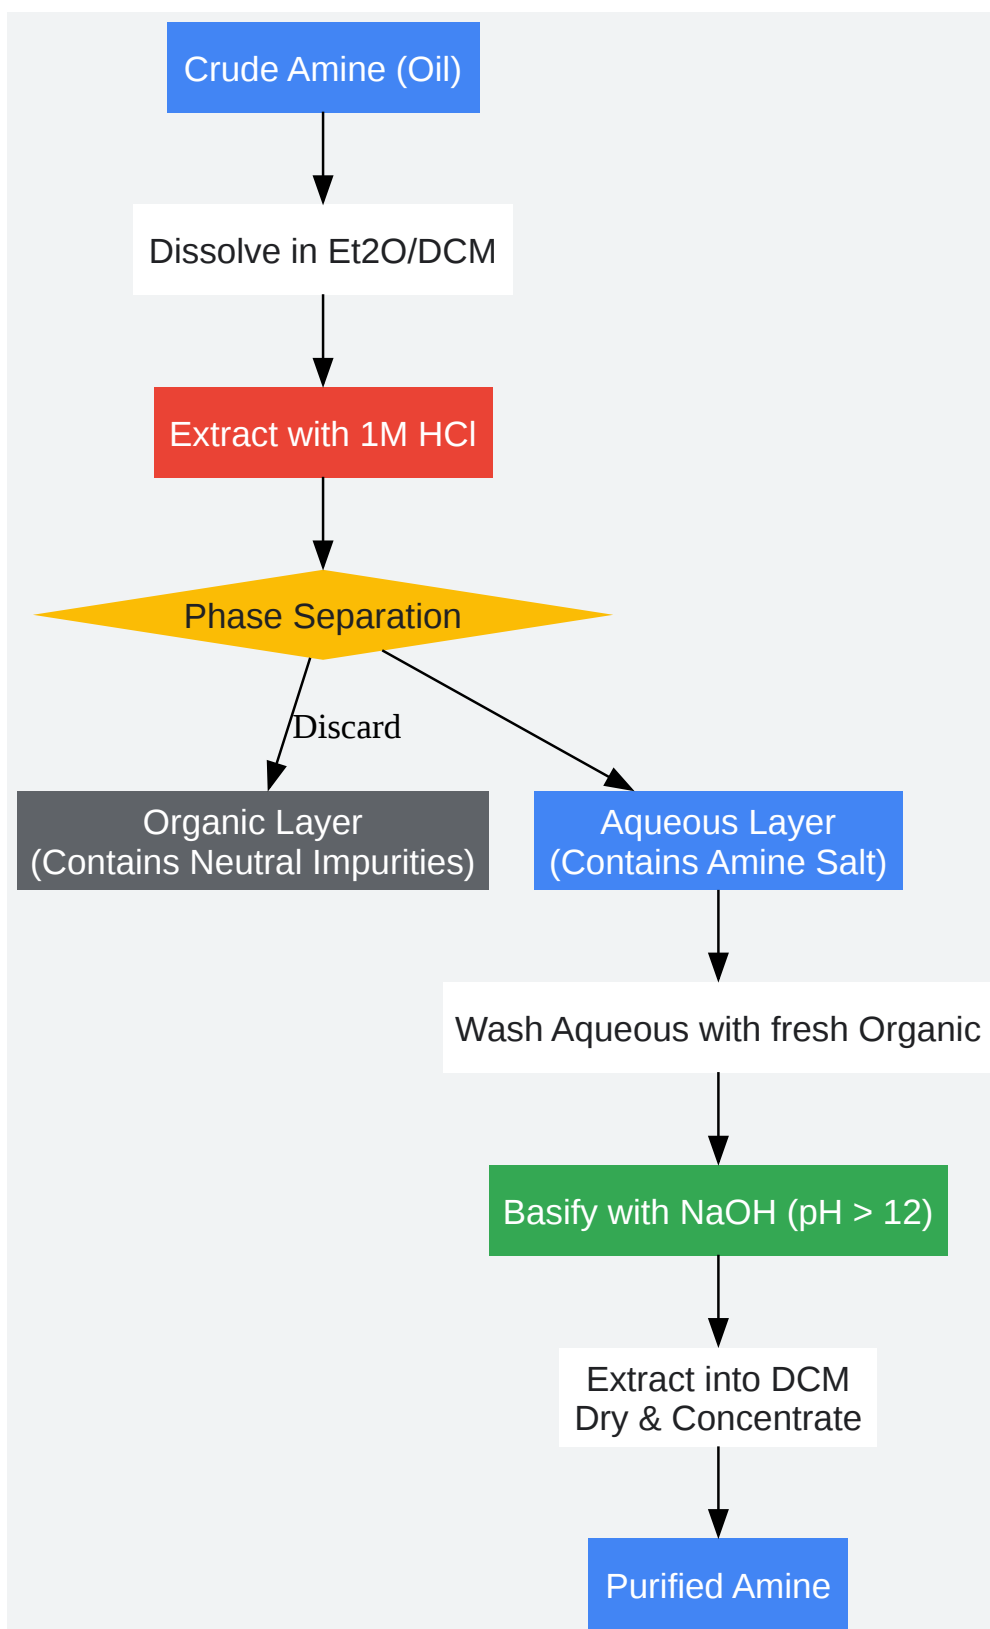 Crude Amine (Oil)
Dissolve in Et2O/DCM
Extract with 1M HCl
Phase Separation
Discard
Organic Layer
(Contains Neutral Impurities)
Aqueous Layer
(Contains Amine Salt)
Wash Aqueous with fresh Organic
Basify with NaOH (pH > 12)
Extract into DCM
Dry & Concentrate
Purified Amine